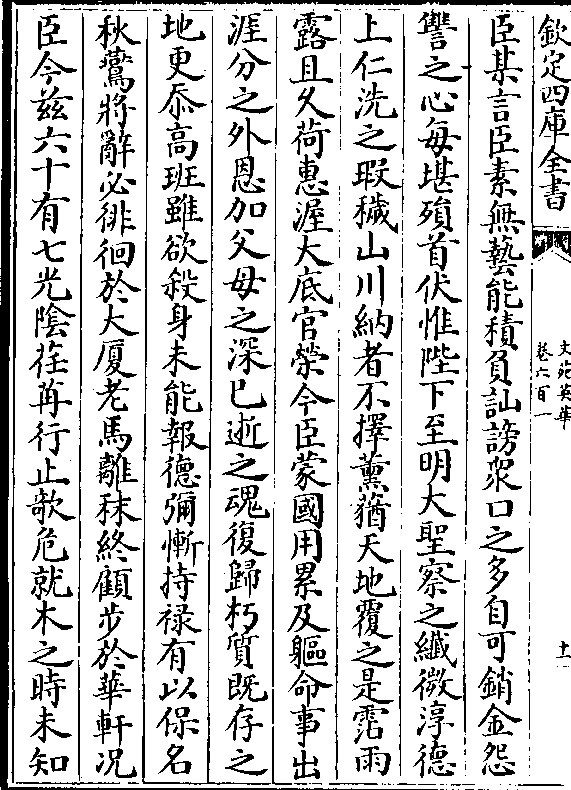 欽定四庫全書
文苑英華
卷六百一
十一
臣某言臣素無藝能積負訕謗衆口之多自可銷金怨
讐之心每堪殞首伏惟陛下至明大聖察之纖微淳德
上仁洗之瑕穢山川納者不擇薰蕕天地覆之是霑雨
露且久荷惠渥大底官榮今臣蒙國用累及軀命事出
涯分之外恩加父母之深已逝之魂復歸朽質既存之
地更忝高班雖欲殺身未能報德彌慚持禄有以保名
秋鷰將辭必徘徊於大厦老馬離秣終顧步於華軒况
臣今兹六十有七光陰荏苒行止欹危就木之時未知